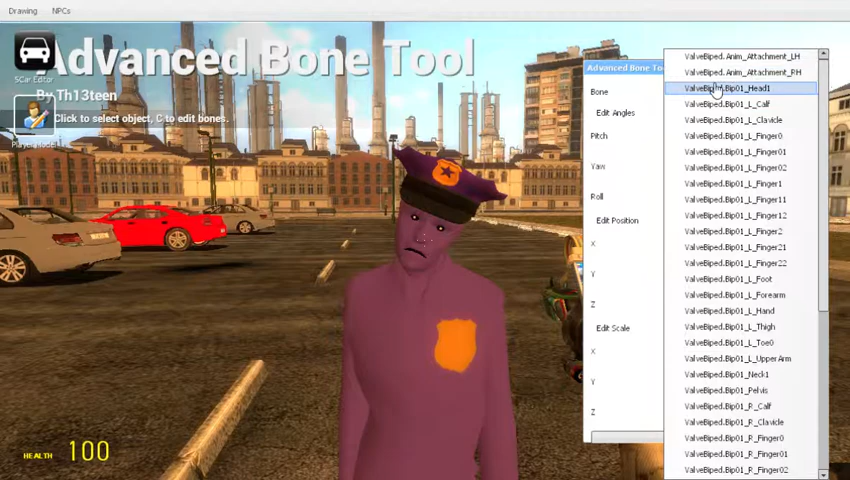 Drawing NPCs
Advanced Bone Tool
By Th13teen
Click to select object, C to edit bones.
SCar Editor
HEALTH 100
Advanced Bone Too
Bone
Edit Angles
Pitch
Yaw
Roll
Edit Position
X
Y
Z
Edit Scale
X
Y
Z
ValveBiped.Anim_Attachment_LH
ValveBiped.Anim_Attachment_RH
ValveBiped.Bip01_Head1
ValveBiped.Bip01_L_Calf
ValveBiped.Bip01_L_Clavicle
ValveBiped.Bip01_L_Finger0
ValveBiped.Bip01_L_Finger01
ValveBiped.Bip01_L_Finger02
ValveBiped.Bip01_L_Finger1
ValveBiped.Bip01_L_Finger11
ValveBiped.Bip01_L_Finger12
ValveBiped.Bip01_L_Finger2
ValveBiped.Bip01_L_Finger21
ValveBiped.Bip01_L_Finger22
ValveBiped.Bip01_L_Foot
ValveBiped.Bip01_L_Forearm
ValveBiped.Bip01_L_Hand
ValveBiped.Bip01_L_Thigh
ValveBiped.Bip01_L_Toe0
ValveBiped.Bip01_L_UpperArm
ValveBiped.Bip01_Neck1
ValveBiped.Bip01_Pelvis
ValveBiped.Bip01_R_Calf
ValveBiped.Bip01_R_Clavicle
ValveBiped.Bip01_R_Finger0
ValveBiped.Bip01_R_Finger01
ValveBiped.Bip01_R_Finger02